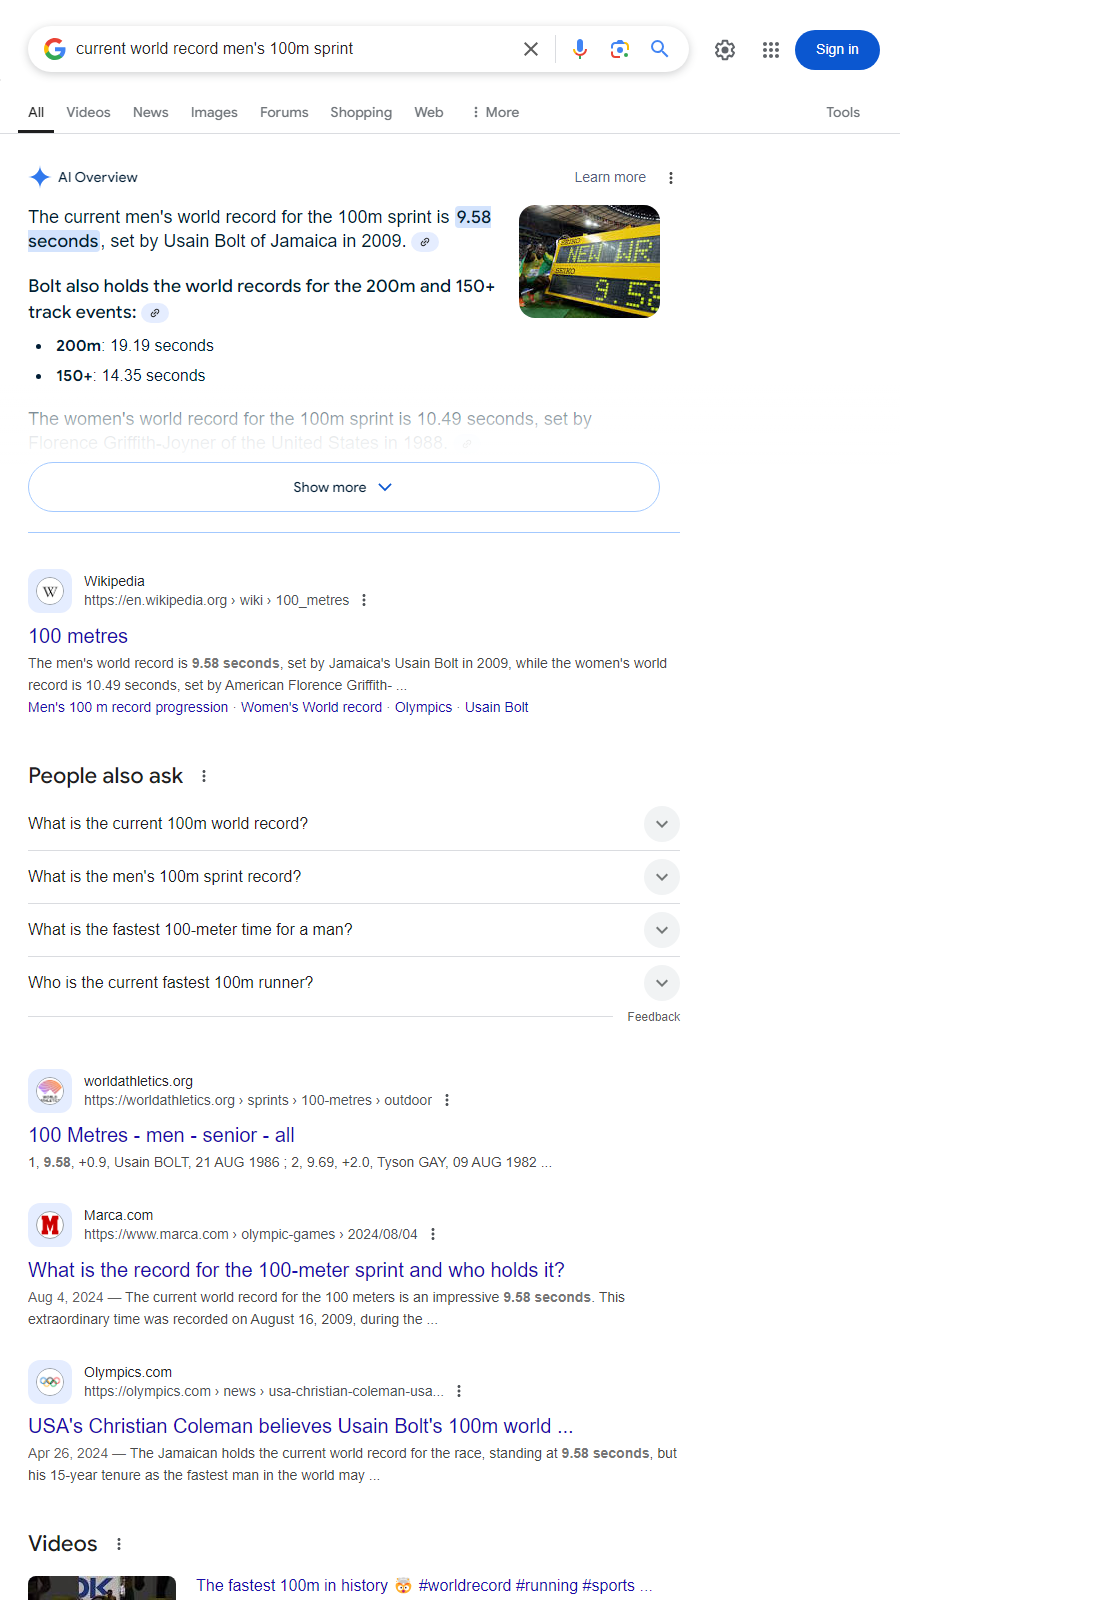 current world record men's 100m sprint
Sign in
All Videos News Images Forums Shopping Web More Tools
AI Overview Learn more
The current men's world record for the 100m sprint is 9.58
seconds, set by Usain Bolt of Jamaica in 2009.
SEIKO
NEW WR
SEIKO
9.58
Bolt also holds the world records for the 200m and 150+
track events:
200m: 19.19 seconds
150+: 14.35 seconds
The women's world record for the 100m sprint is 10.49 seconds, set by
Florence Griffith-Joyner of the United States in 1988.
Show more
W
Wikipedia
https://en.wikipedia.org › wiki › 100_metres
100 metres
The men's world record is 9.58 seconds, set by Jamaica's Usain Bolt in 2009, while the women's world
record is 10.49 seconds, set by American Florence Griffith- ...
Men's 100 m record progression · Women's World record · Olympics · Usain Bolt
People also ask
What is the current 100m world record?
What is the men's 100m sprint record?
What is the fastest 100-meter time for a man?
Who is the current fastest 100m runner?
Feedback
worldathletics.org
https://worldathletics.org › sprints › 100-metres › outdoor
100 Metres - men - senior - all
1, 9.58, +0.9, Usain BOLT, 21 AUG 1986 ; 2, 9.69, +2.0, Tyson GAY, 09 AUG 1982 ...
M
Marca.com
https://www.marca.com › olympic-games › 2024/08/04
What is the record for the 100-meter sprint and who holds it?
Aug 4, 2024 — The current world record for the 100 meters is an impressive 9.58 seconds. This
extraordinary time was recorded on August 16, 2009, during the ...
Olympics.com
https://olympics.com › news › usa-christian-coleman-usa...
USA's Christian Coleman believes Usain Bolt's 100m world ...
Apr 26, 2024 — The Jamaican holds the current world record for the race, standing at 9.58 seconds, but
his 15-year tenure as the fastest man in the world may ...
Videos
The fastest 100m in history 🤯 #worldrecord #running #sports ...